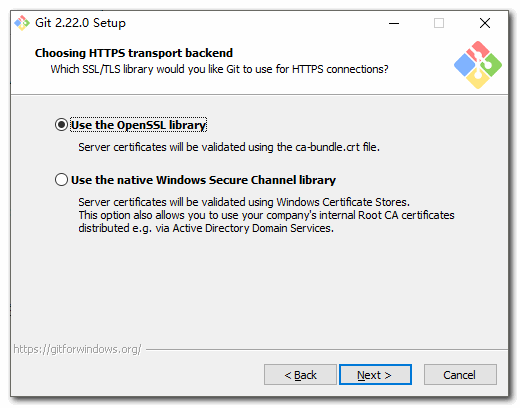 Git 2.22.0 Setup
Choosing HTTPS transport backend
Which SSL/TLS library would you like Git to use for HTTPS connections?
Use the OpenSSL library
Server certificates will be validated using the ca-bundle.crt file.
Use the native Windows Secure Channel library
Server certificates will be validated using Windows Certificate Stores.
This option also allows you to use your company's internal Root CA certificates
distributed e.g. via Active Directory Domain Services.
https://gitforwindows.org/
< Back Next > Cancel